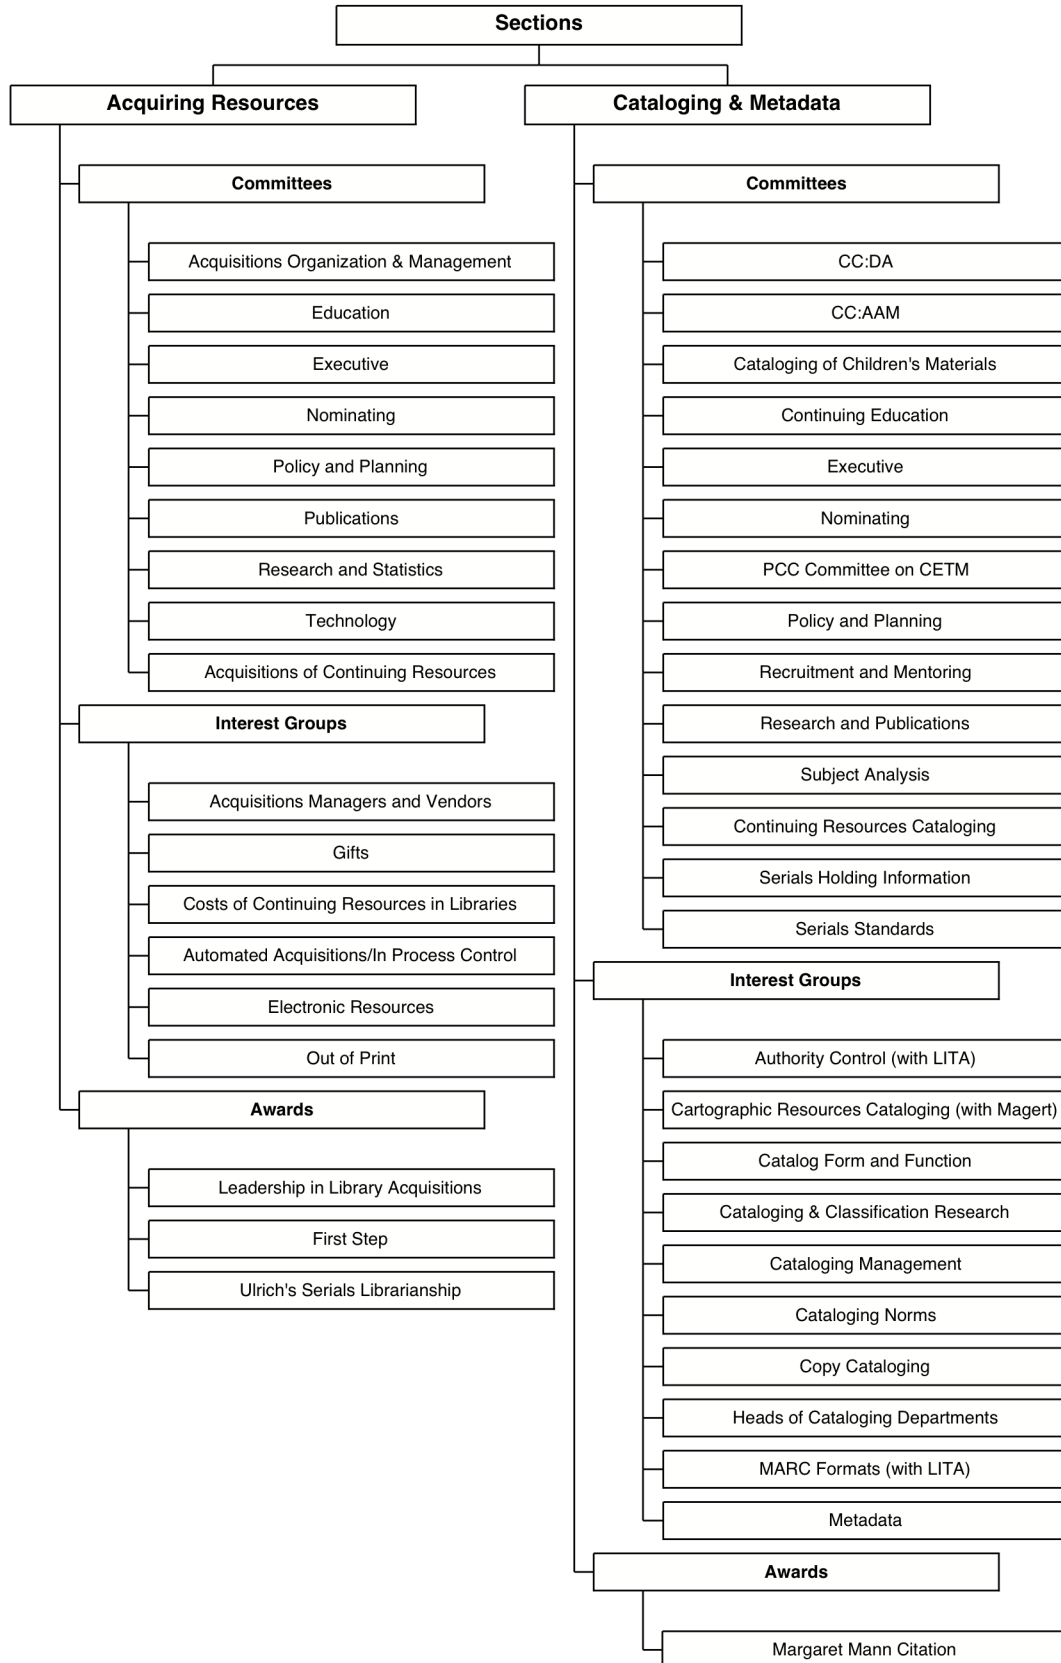 Sections
Acquiring Resources
Committees
Acquisitions Organization & Management
Education
Executive
Nominating
Policy and Planning
Publications
Research and Statistics
Technology
Acquisitions of Continuing Resources
Interest Groups
Acquisitions Managers and Vendors
Gifts
Costs of Continuing Resources in Libraries
Automated Acquisitions/In Process Control
Electronic Resources
Out of Print
Awards
Leadership in Library Acquisitions
First Step
Ulrich's Serials Librarianship
Cataloging & Metadata
Committees
CC:DA
CC:AAM
Cataloging of Children's Materials
Continuing Education
Executive
Nominating
PCC Committee on CETM
Policy and Planning
Recruitment and Mentoring
Research and Publications
Subject Analysis
Continuing Resources Cataloging
Serials Holding Information
Serials Standards
Interest Groups
Authority Control (with LITA)
Cartographic Resources Cataloging (with Magert)
Catalog Form and Function
Cataloging & Classification Research
Cataloging Management
Cataloging Norms
Copy Cataloging
Heads of Cataloging Departments
MARC Formats (with LITA)
Metadata
Awards
Margaret Mann Citation